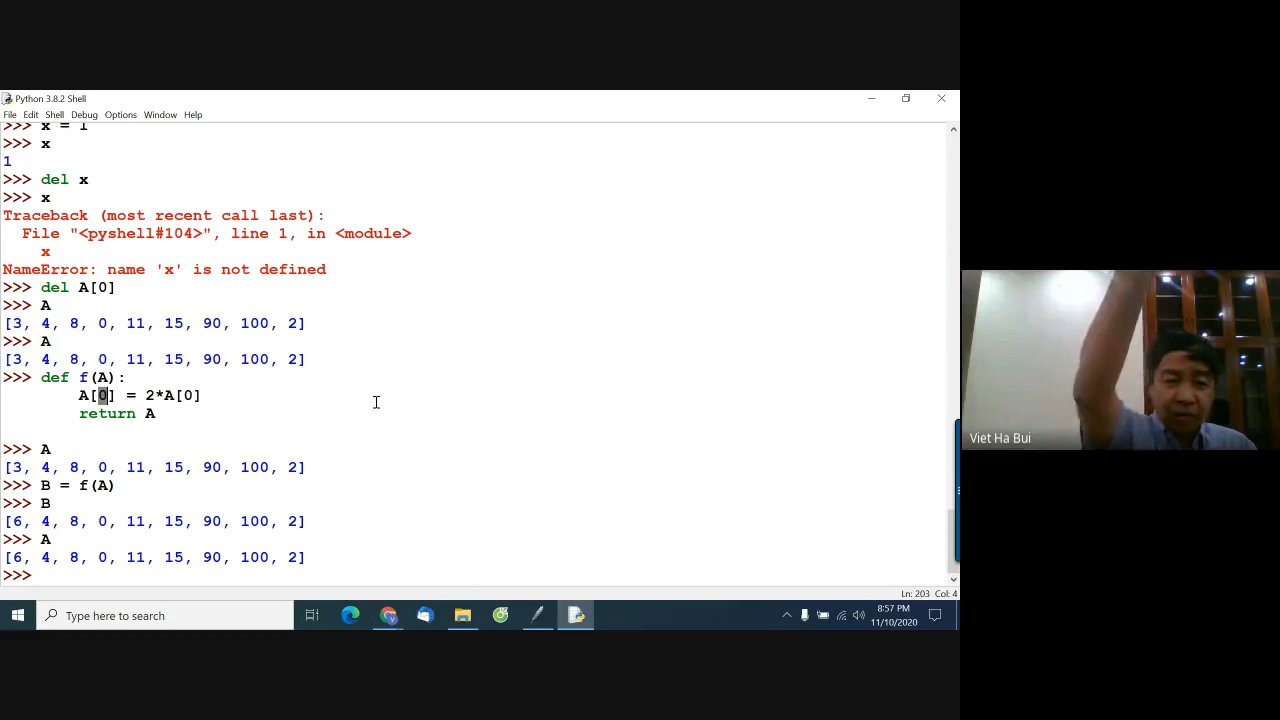 Python 3.8.2 Shell
File Edit Shell Debug Options Window Help
>>> x = 1
>>> x
1
>>> del x
>>> x
Traceback (most recent call last):
  File "<pyshell#104>", line 1, in <module>
    x
NameError: name 'x' is not defined
>>> del A[0]
>>> A
[3, 4, 8, 0, 11, 15, 90, 100, 2]
>>> A
[3, 4, 8, 0, 11, 15, 90, 100, 2]
>>> def f(A):
        A[0] = 2*A[0]
        return A
>>> A
[3, 4, 8, 0, 11, 15, 90, 100, 2]
>>> B = f(A)
>>> B
[6, 4, 8, 0, 11, 15, 90, 100, 2]
>>> A
[6, 4, 8, 0, 11, 15, 90, 100, 2]
>>>
Viet Ha Bui
Ln: 203 Col: 4
Type here to search
8:57 PM
11/10/2020